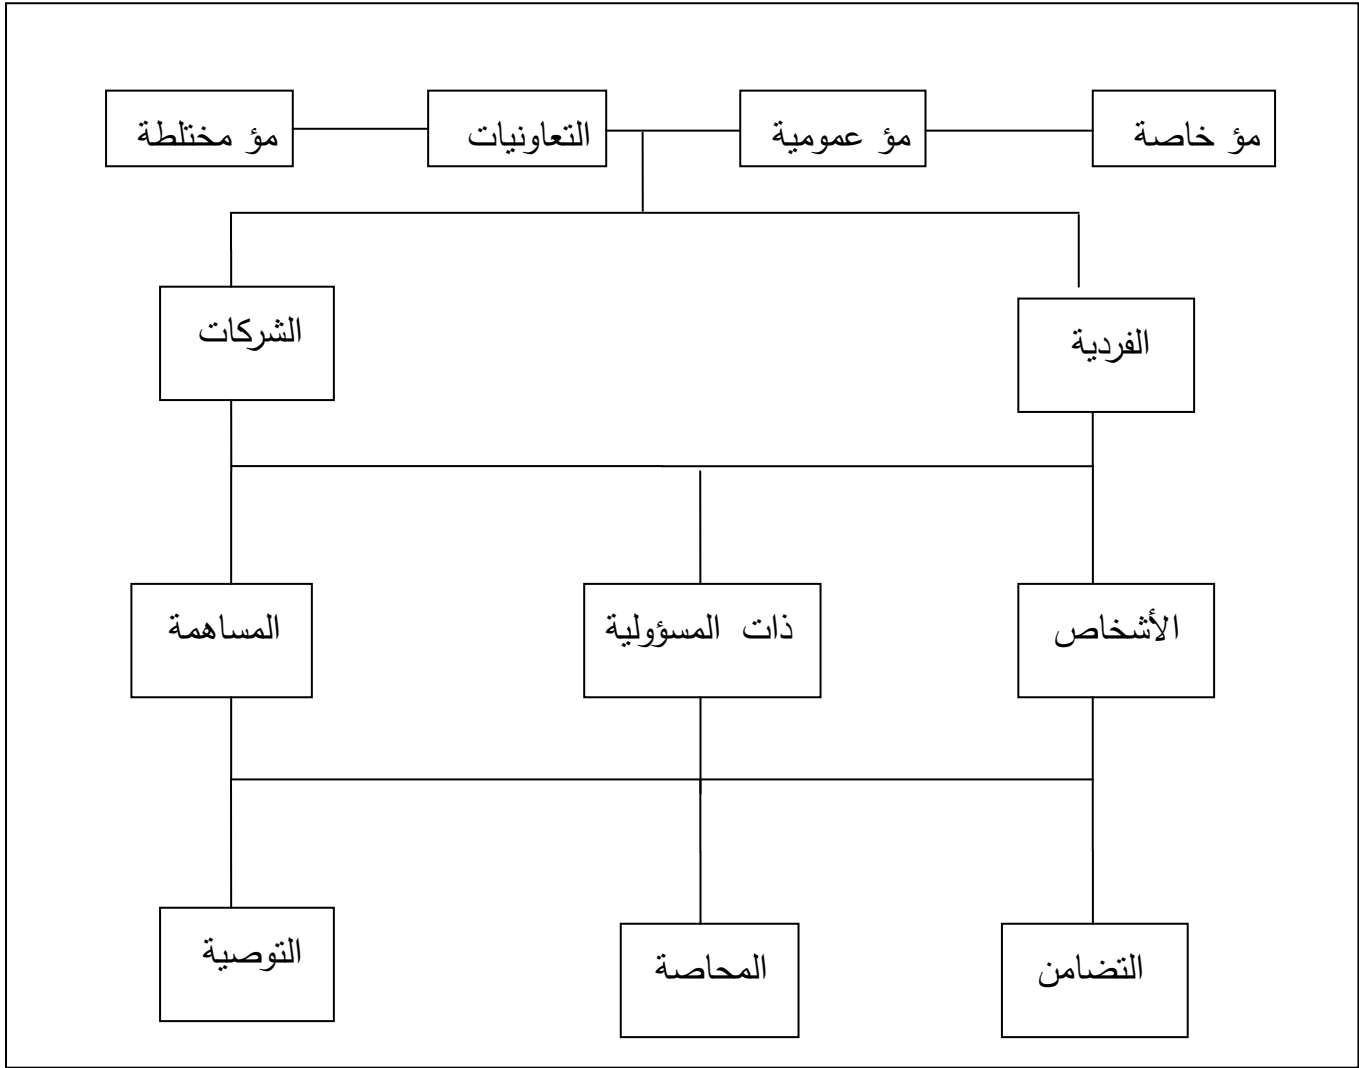 مؤ خاصة
مؤ عمومية
التعاونيات
مؤ مختلطة
الفردية
الشركات
الأشخاص
ذات المسؤولية
المساهمة
التضامن
المحاصة
التوصية